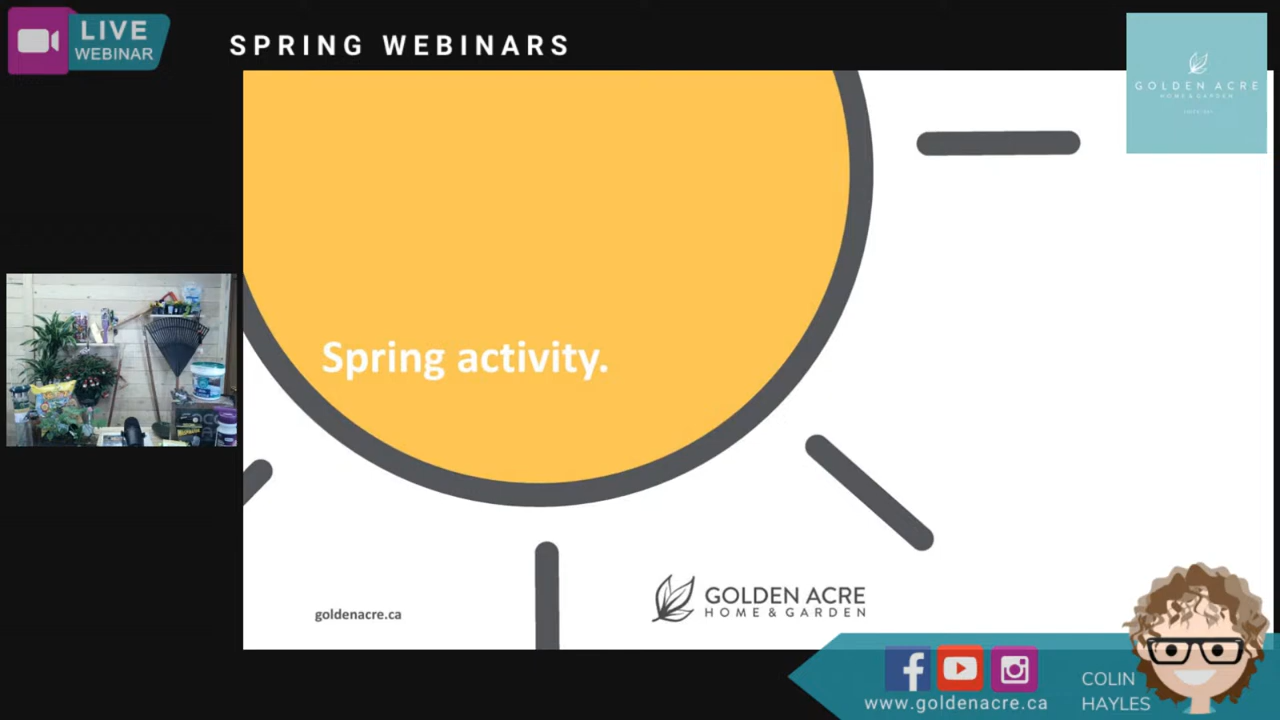 LIVE
WEBINAR
SPRING WEBINARS
GOLDEN ACRE
HOME & GARDEN
Spring activity.
goldenacre.ca
GOLDEN ACRE
HOME & GARDEN
www.goldenacre.ca
COLIN
HAYLES